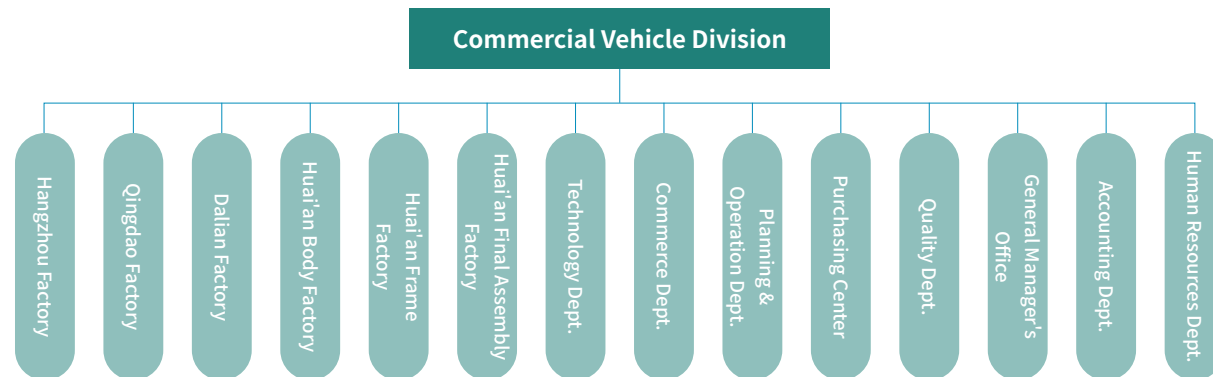 Commercial Vehicle Division
Hangzhou Factory
Qingdao Factory
Dalian Factory
Huai'an Body Factory
Huai'an Frame
Factory
Huai'an Final Assembly
Factory
Technology Dept.
Commerce Dept.
Planning &
Operation Dept.
Purchasing Center
Quality Dept.
General Manager's
Office
Accounting Dept.
Human Resources Dept.